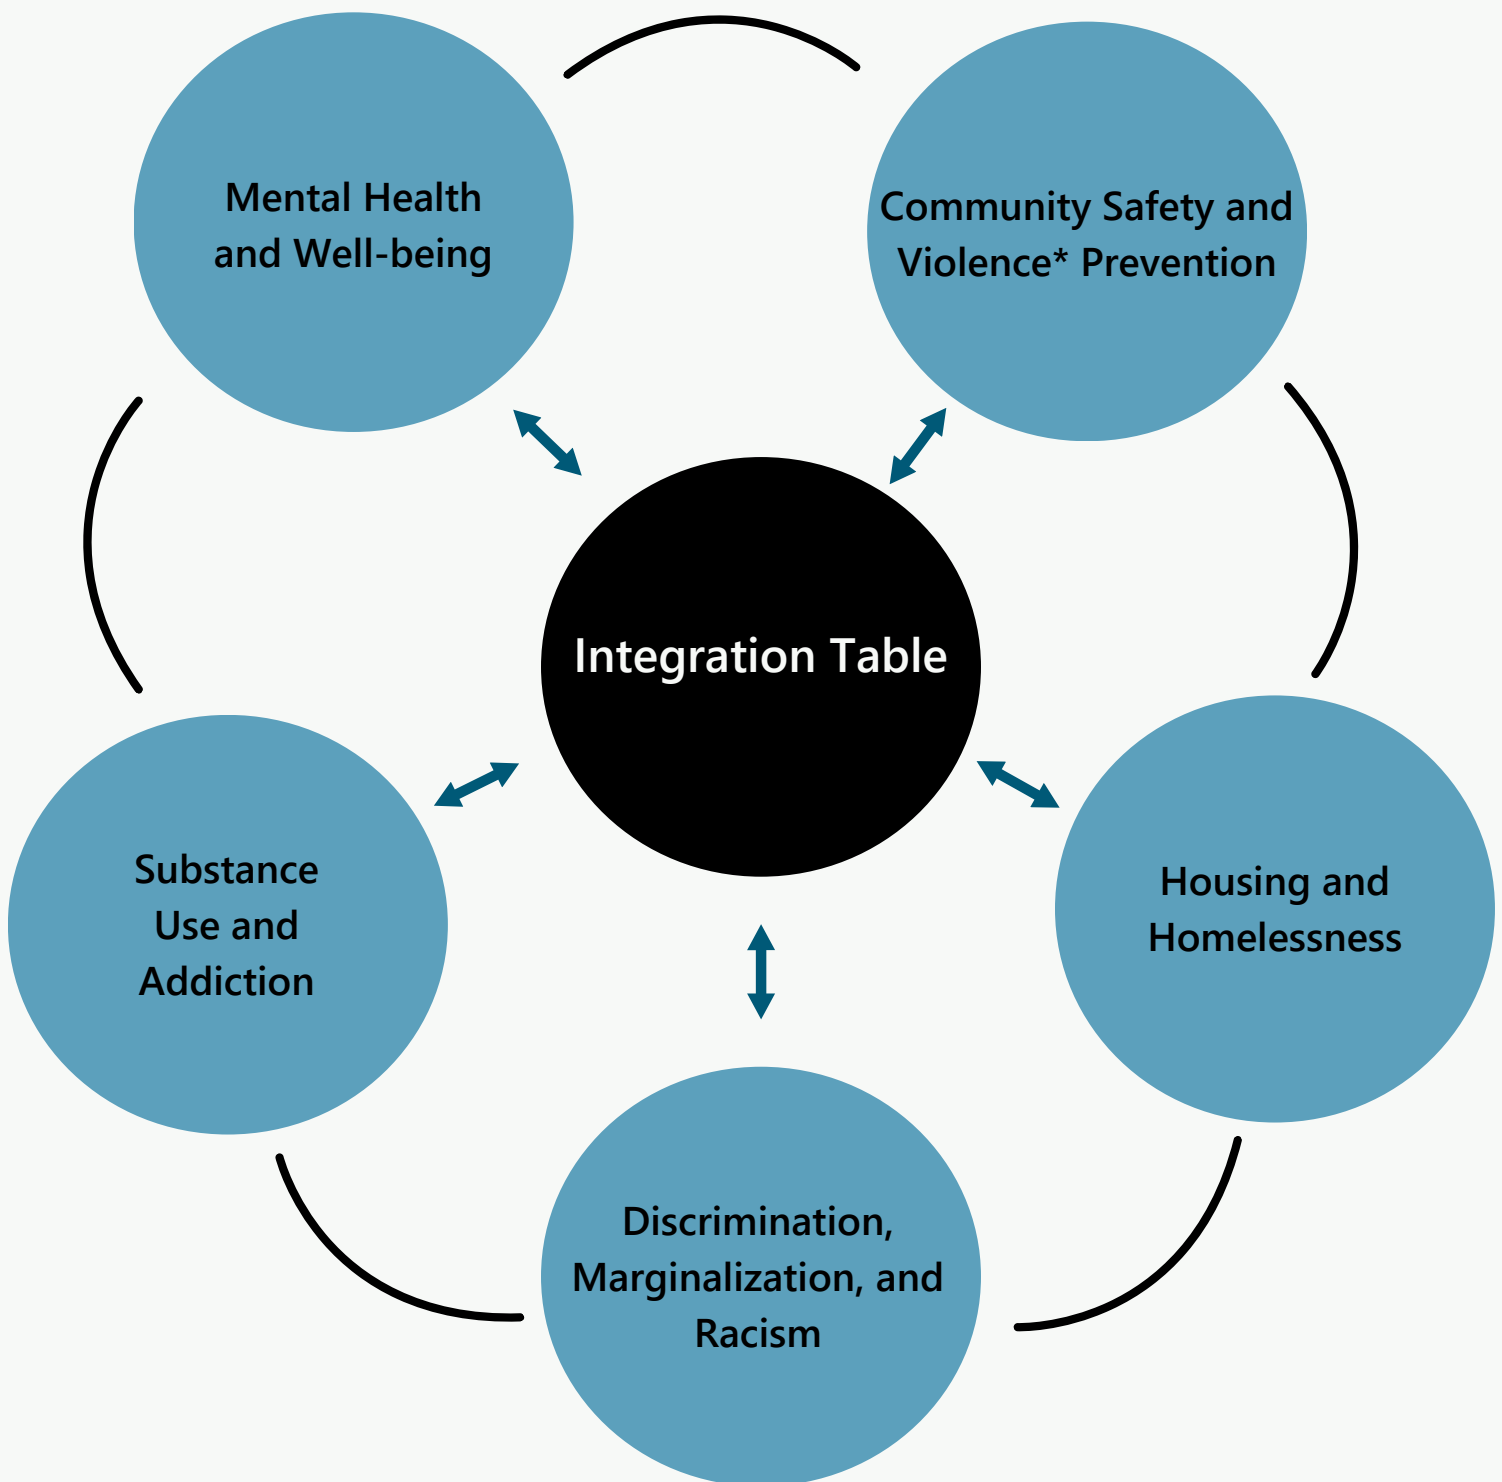 Mental Health
and Well-being
Community Safety and
Violence* Prevention
Integration Table
Substance
Use and
Addiction
Housing and
Homelessness
Discrimination,
Marginalization, and
Racism